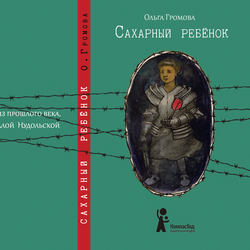 из прошлого века,
лой Нудольской
САХАРНЫЙ РЕБЁНОК О. ГРОМОВА
Ольга Громова
САХАРНЫЙ РЕБЁНОК
КомпасГид